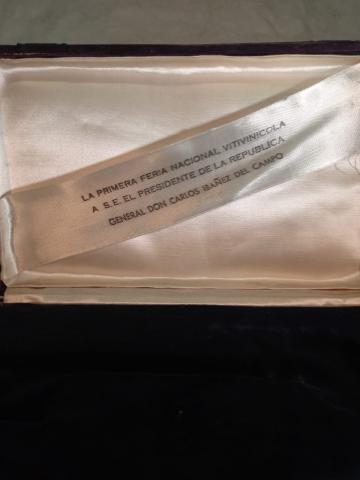 LA PRIMERA FERIA NACIONAL VITIVINICOLA
A S.E. EL PRESIDENTE DE LA REPUBLICA
GENERAL DON CARLOS IBAÑEZ DEL CAMPO